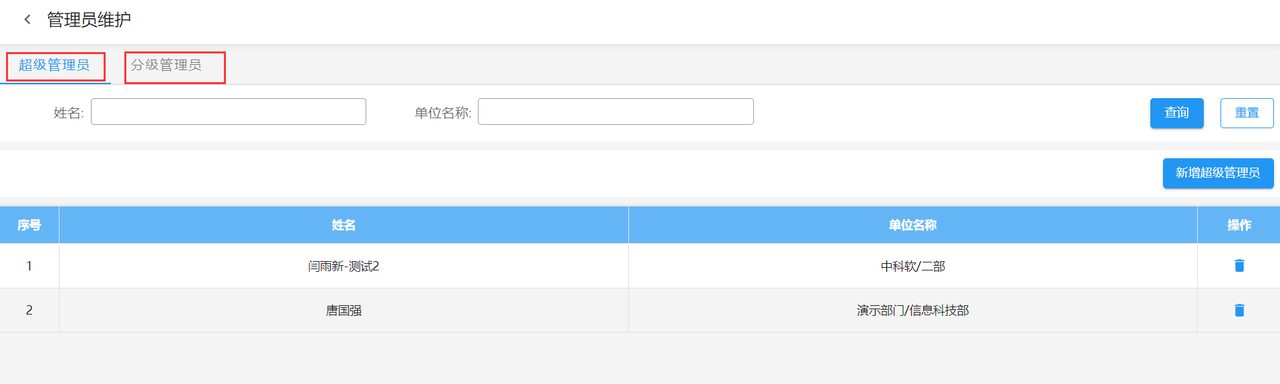 管理员维护
超级管理员 分级管理员
姓名: 单位名称: 查询 重置
新增超级管理员
序号 姓名 单位名称 操作
1 闫雨新-测试2 中科软/二部
2 唐国强 演示部门/信息科技部